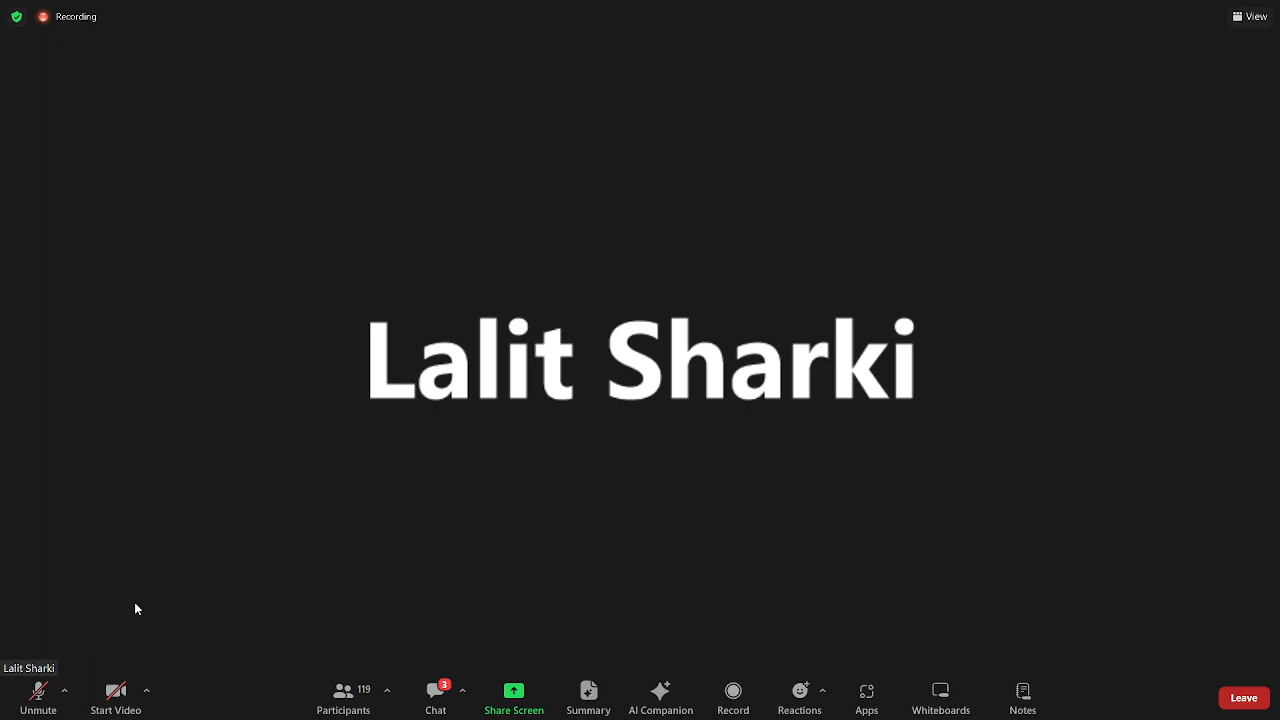 Recording
View
Lalit Sharki
Lalit Sharki
119
3
Unmute
Start Video
Participants
Chat
Share Screen
Summary
AI Companion
Record
Reactions
Apps
Whiteboards
Notes
Leave